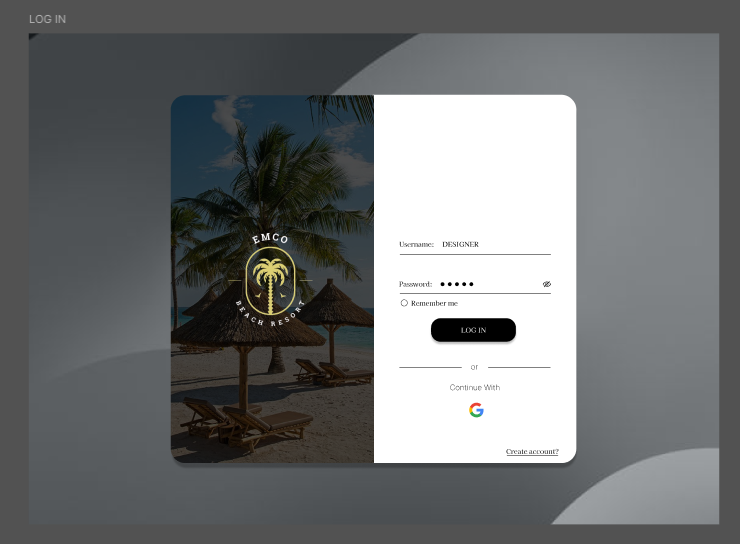 LOG IN
EMCO
BEACH RESORT
Username: DESIGNER
Password: ●●●●●
Remember me
LOG IN
or
Continue With
G
Create account?